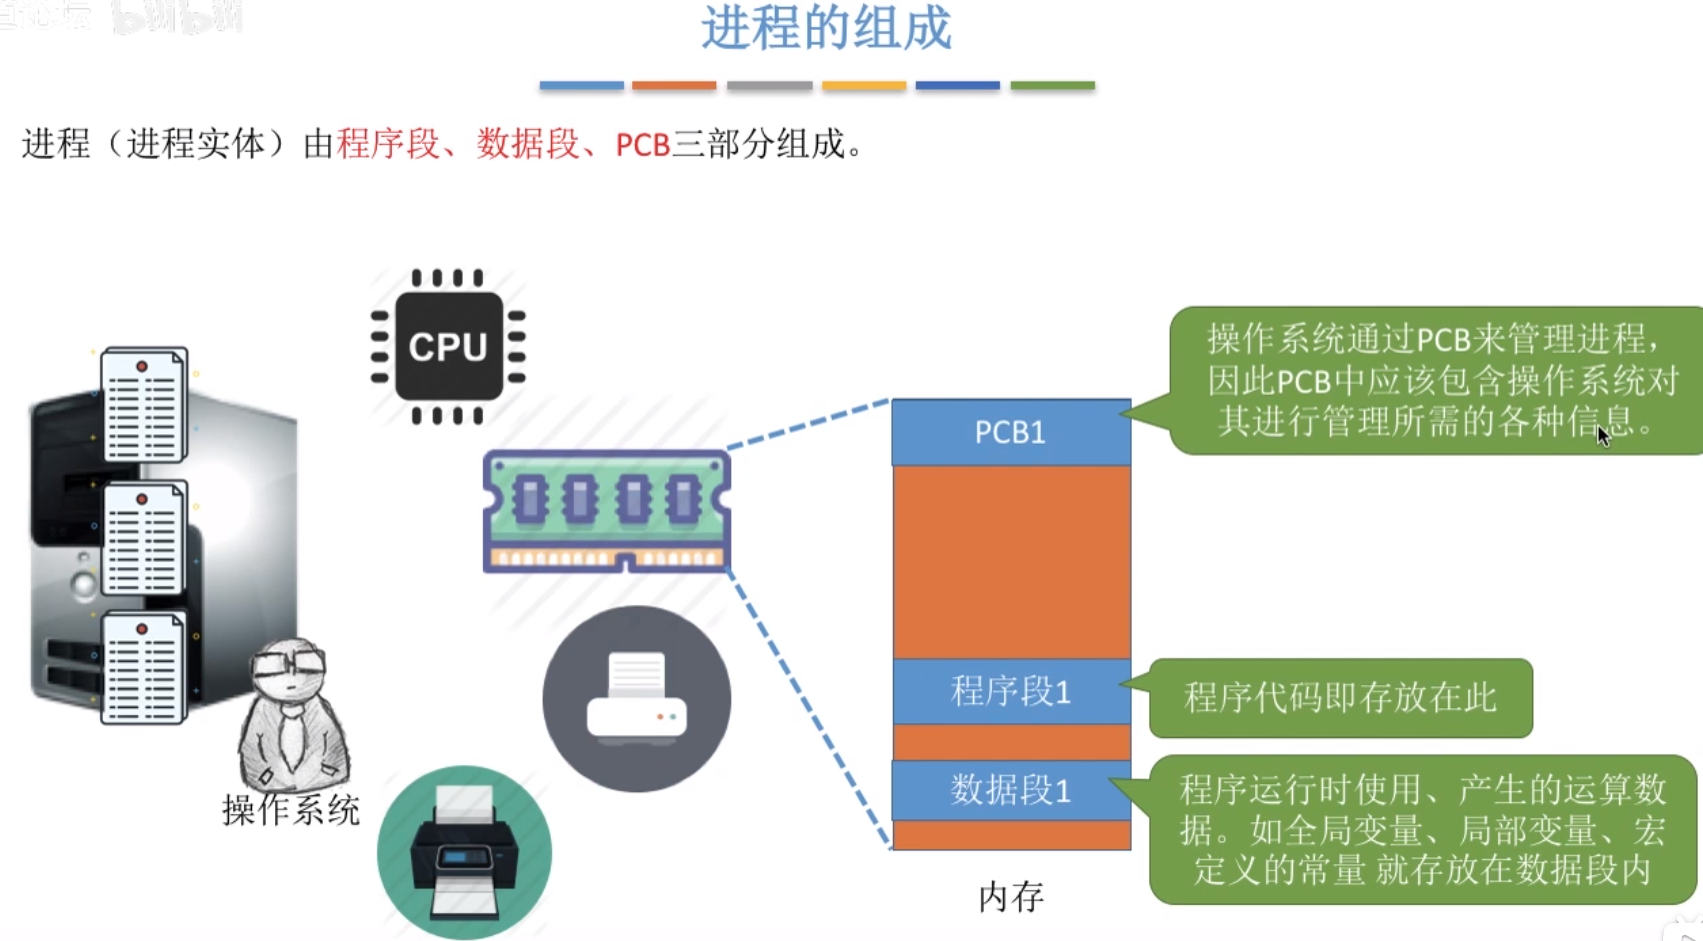 bilibili
进程的组成
进程（进程实体）由程序段、数据段、PCB三部分组成。
CPU
操作系统
PCB1
程序段1
数据段1
内存
操作系统通过PCB来管理进程，
因此PCB中应该包含操作系统对
其进行管理所需的各种信息。
程序代码即存放在此
程序运行时使用、产生的运算数
据。如全局变量、局部变量、宏
定义的常量 就存放在数据段内